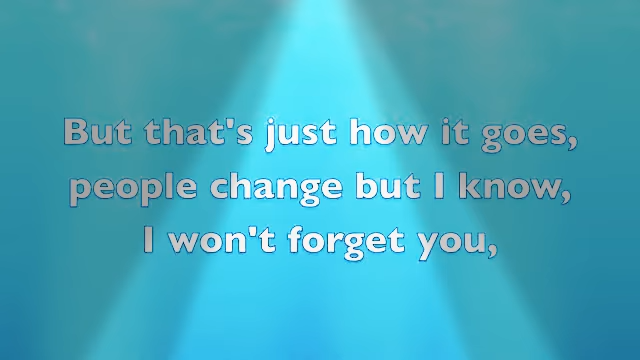 But that's just how it goes,
people change but I know,
I won't forget you,